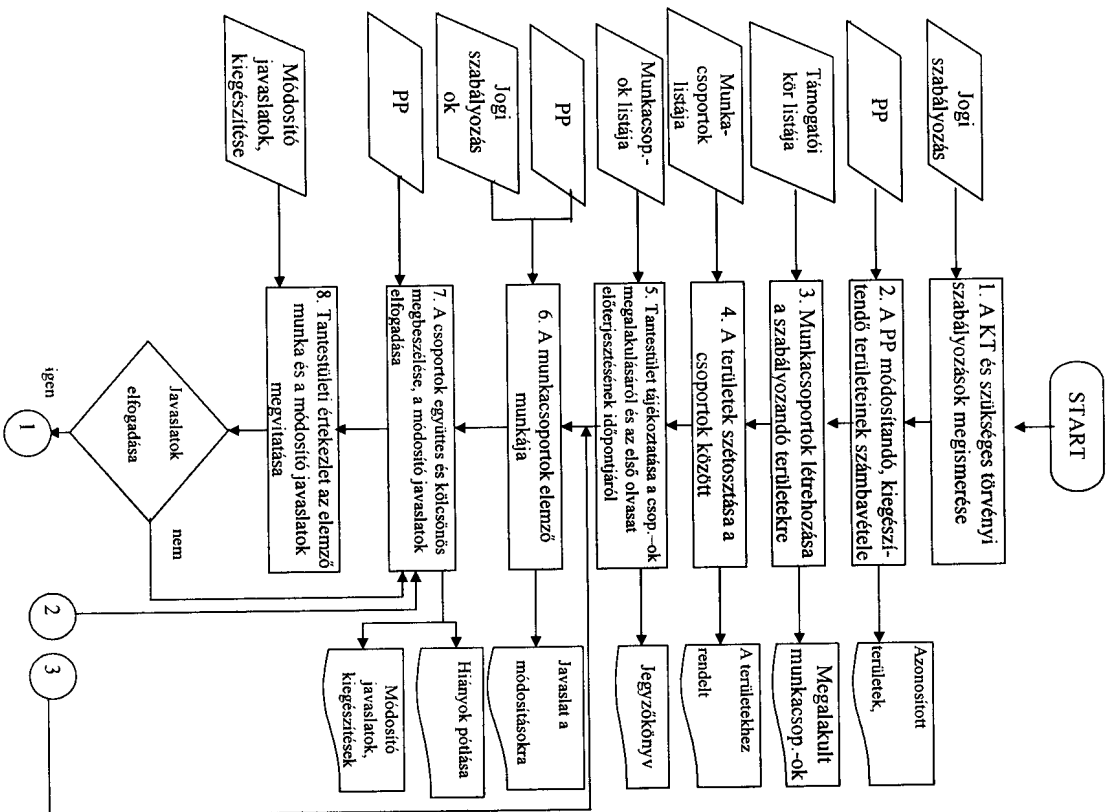 START
Jogi
szabályozás
1. A KT és szükséges törvényi
szabályozások megismerése
PP
2. A PP módosítandó, kiegészí-
tendő területeinek számbavétele
Azonosított
területek,
Támogatói
kör listája
3. Munkacsoportok létrehozása
a szabályozandó területekre
Megalakult
munkacsop.-ok
Munka-
csoportok
listája
4. A területek szétosztása a
csoportok között
A területekhez
rendelt
Munkacsop.-
ok listája
5. Tantestület tájékoztatása a csop.–ok
megalakulásáról és az első olvasat
előterjesztésének időpontjáról
Jegyzőkönyv
PP
Jogi
szabályozás
ok
6. A munkacsoportok elemző
munkája
Javaslat a
módosításokra
PP
7. A csoportok együttes és kölcsönös
megbeszélése, a módosító javaslatok
elfogadása
Hiányok pótlása
Módosító
javaslatok,
kiegészítések
Módosító
javaslatok,
kiegészítése
8. Tantestületi értekezlet az elemző
munka és a módosító javaslatok
megvitatása
Javaslatok
elfogadása
igen
nem
1
2
3